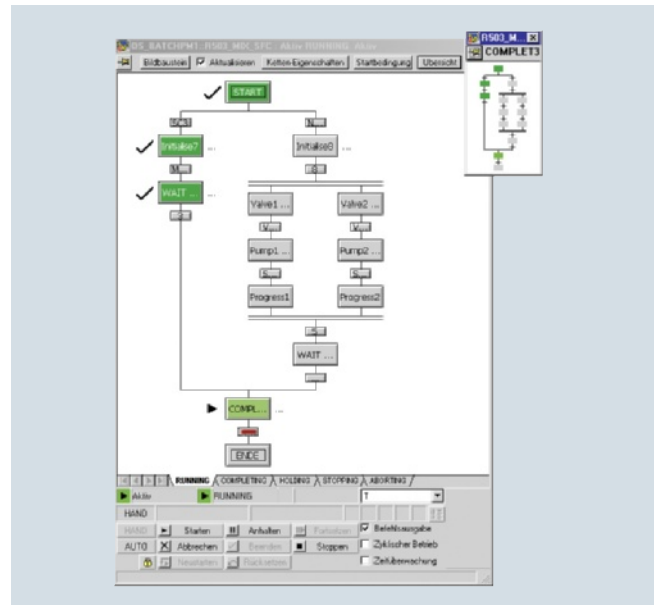 OS_BATCHPM1: RS03_MIX_SFC - Aktiv RUNNING Aktiv
Bildbaustein Aktualisieren Ketten-Eigenschaften Startbedingung Übersicht
RS03_M...
COMPLET3
START
N...
Initialise7 ...
Initialise8 ...
M...
WAIT ... ...
Valve1 ...
Valve2 ...
V...
V...
Pump1 ...
Pump2 ...
S...
S...
Progress1
Progress2
WAIT ...
...
COMPL... ...
ENDE
RUNNING COMPLETING HOLDING STOPPING ABORTING
Aktiv RUNNING T
HAND
HAND Starten Anhalten Fortsetzen Befehlsausgabe
AUTO Abbrechen Beenden Stoppen Zyklischer Betrieb
Neustarten Rücksetzen Zeitüberwachung